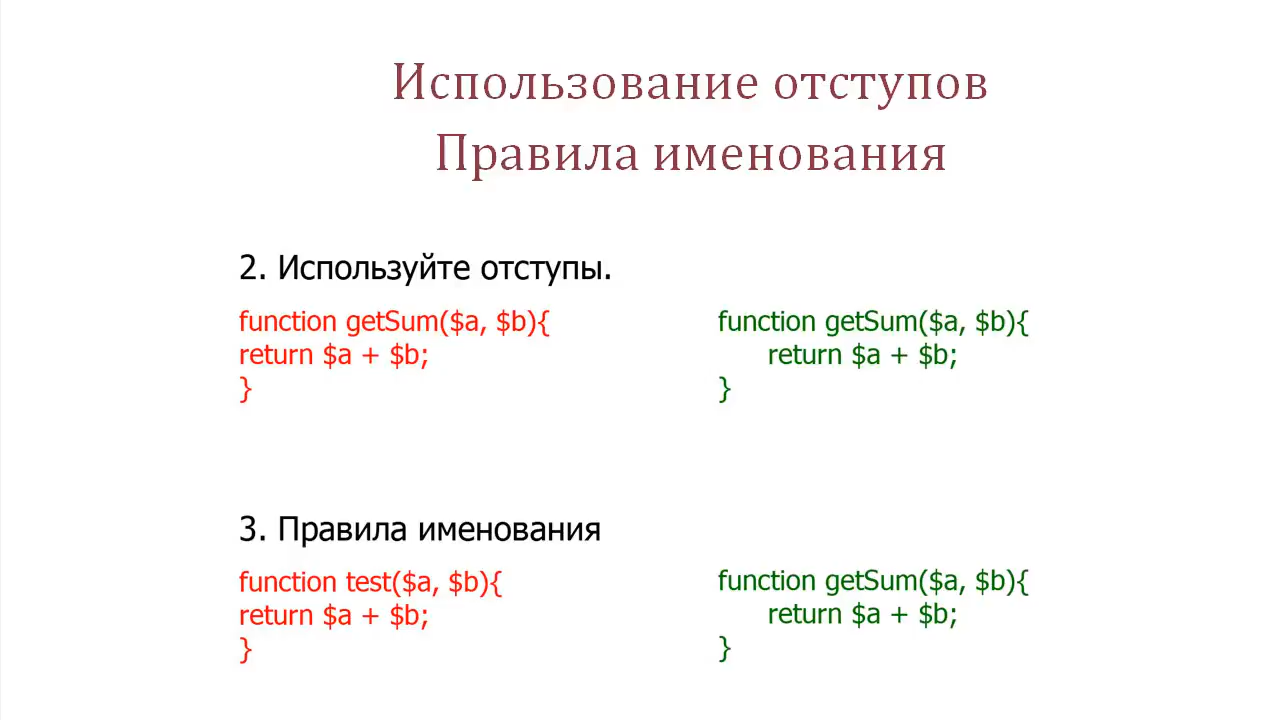 Использование отступов
Правила именования
2. Используйте отступы.
function getSum($a, $b){
return $a + $b;
}
function getSum($a, $b){
return $a + $b;
}
3. Правила именования
function test($a, $b){
return $a + $b;
}
function getSum($a, $b){
return $a + $b;
}